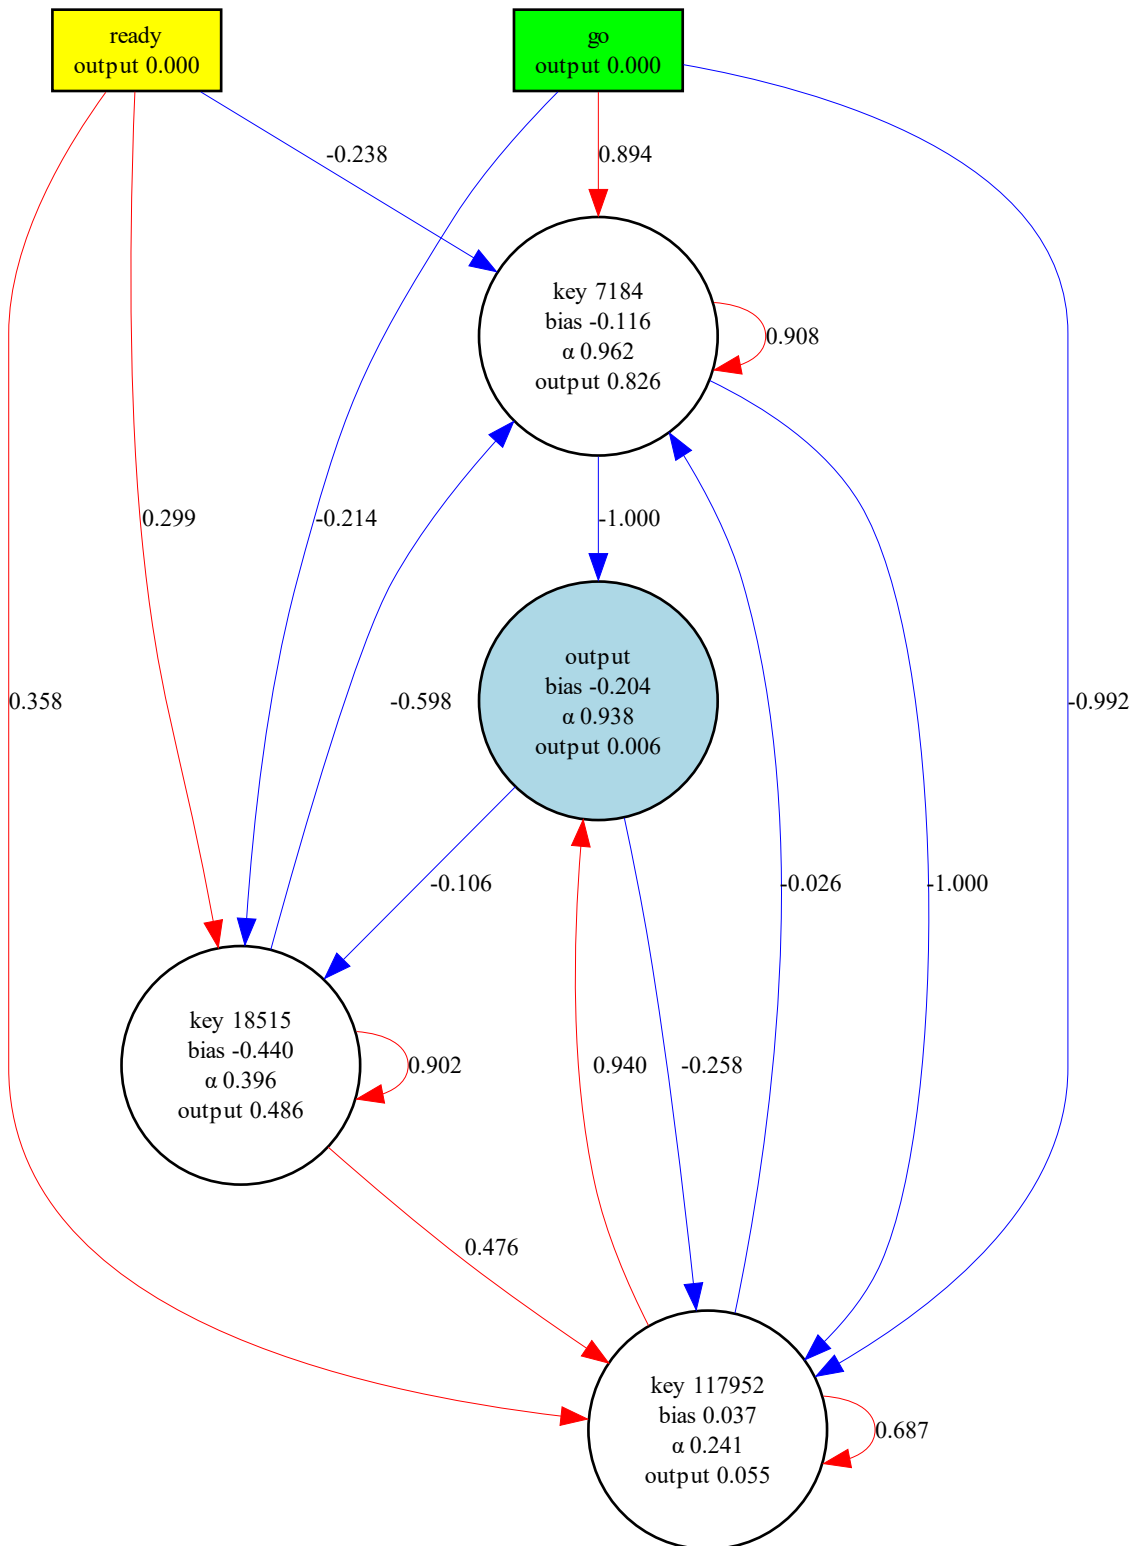 ready
output 0.000
go
output 0.000
-0.238
0.894
key 7184
bias -0.116
α 0.962
output 0.826
0.908
0.299
-0.214
-1.000
output
bias -0.204
α 0.938
output 0.006
0.358
-0.598
-0.992
-0.106
-0.026
-1.000
key 18515
bias -0.440
α 0.396
output 0.486
0.902
0.940
-0.258
0.476
key 117952
bias 0.037
α 0.241
output 0.055
0.687